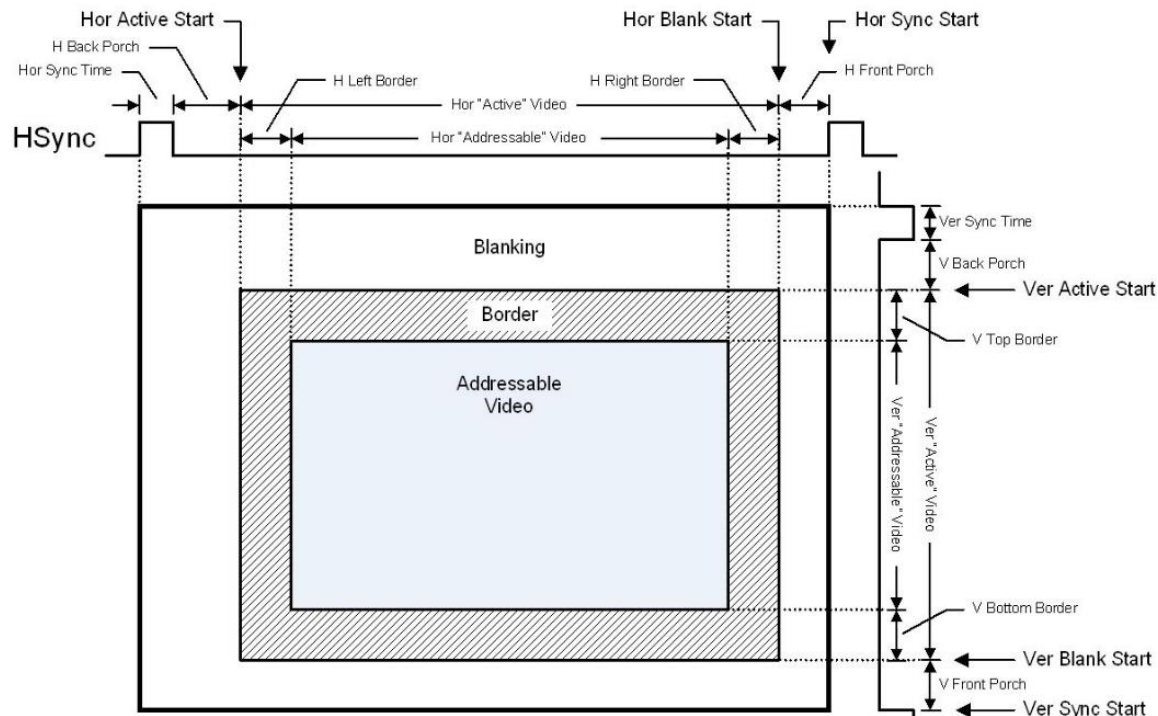 Hor Active Start
Hor Blank Start
Hor Sync Start
H Back Porch
Hor Sync Time
H Left Border
H Right Border
H Front Porch
Hor "Active" Video
Hor "Addressable" Video
HSync
Blanking
Border
Addressable
Video
Ver Sync Time
V Back Porch
Ver Active Start
V Top Border
Ver "Addressable" Video
Ver "Active" Video
V Bottom Border
Ver Blank Start
V Front Porch
Ver Sync Start